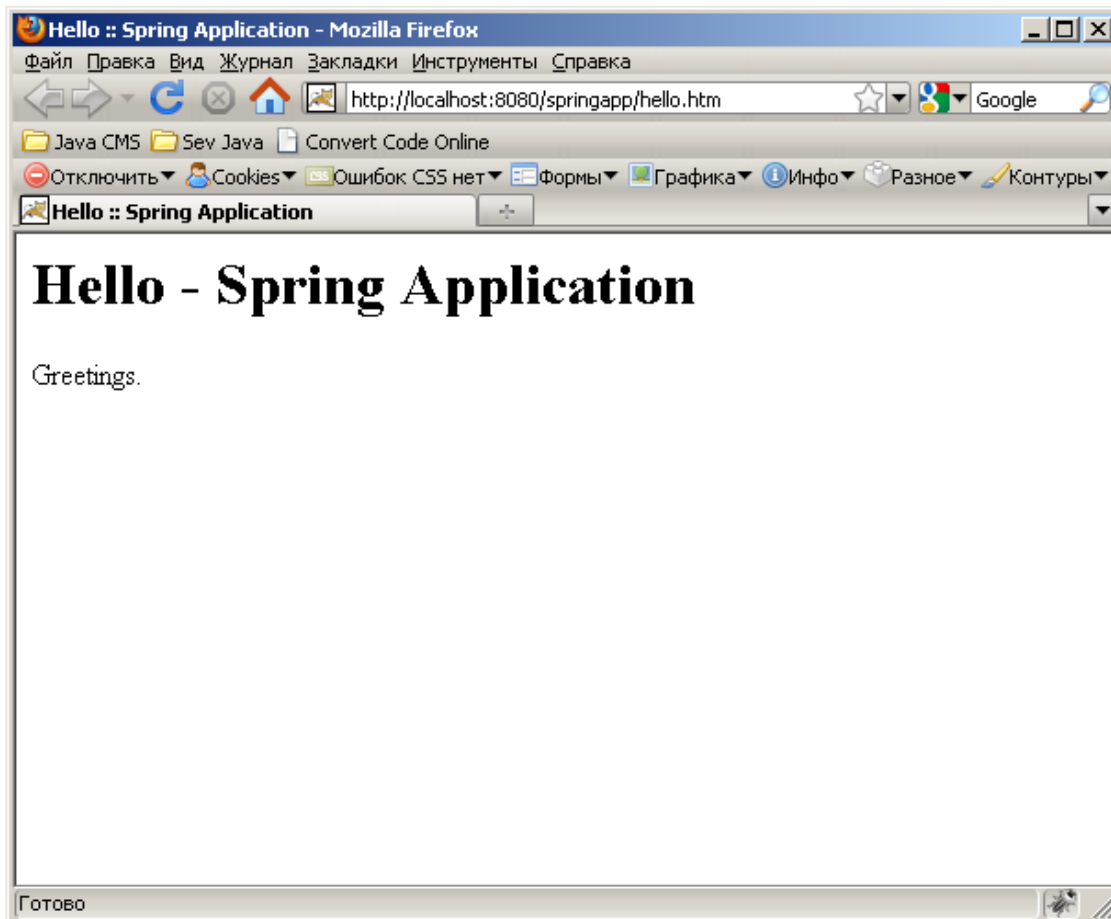 Hello :: Spring Application - Mozilla Firefox
Файл Правка Вид Журнал Закладки Инструменты Справка
http://localhost:8080/springapp/hello.htm Google
Java CMS Sev Java Convert Code Online
Отключить Cookies CSS Ошибок CSS нет Формы Графика Инфо Разное Контуры
Hello :: Spring Application
Hello - Spring Application
Greetings.
Готово